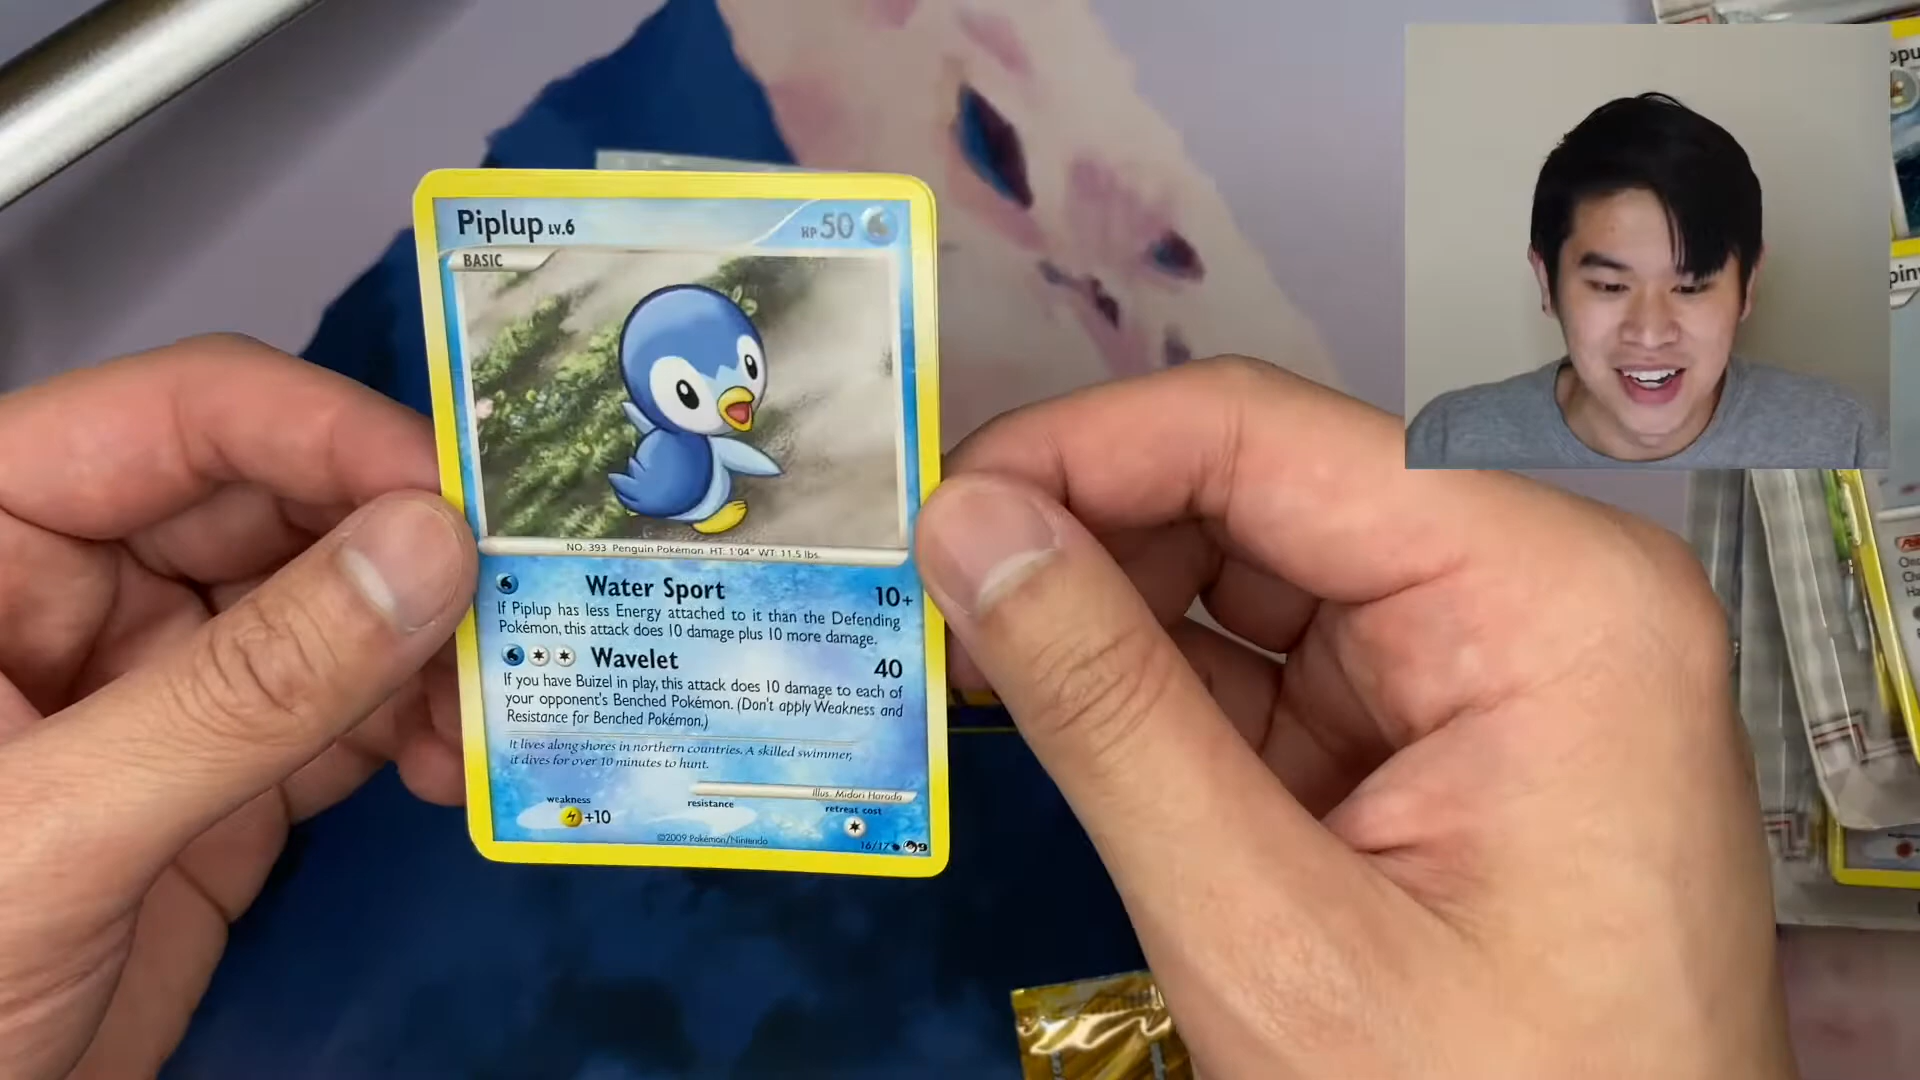 Piplup LV.6
HP 50
BASIC
NO. 393 Penguin Pokémon HT: 1'04" WT: 11.5 lbs.
Water Sport 10+
If Piplup has less Energy attached to it than the Defending
Pokémon, this attack does 10 damage plus 10 more damage.
Wavelet 40
If you have Buizel in play, this attack does 10 damage to each of
your opponent's Benched Pokémon. (Don't apply Weakness and
Resistance for Benched Pokémon.)
It lives along shores in northern countries. A skilled swimmer,
it dives for over 10 minutes to hunt.
Illus. Midori Harada
weakness resistance retreat cost
+10
©2009 Pokémon/Nintendo
16/17 9